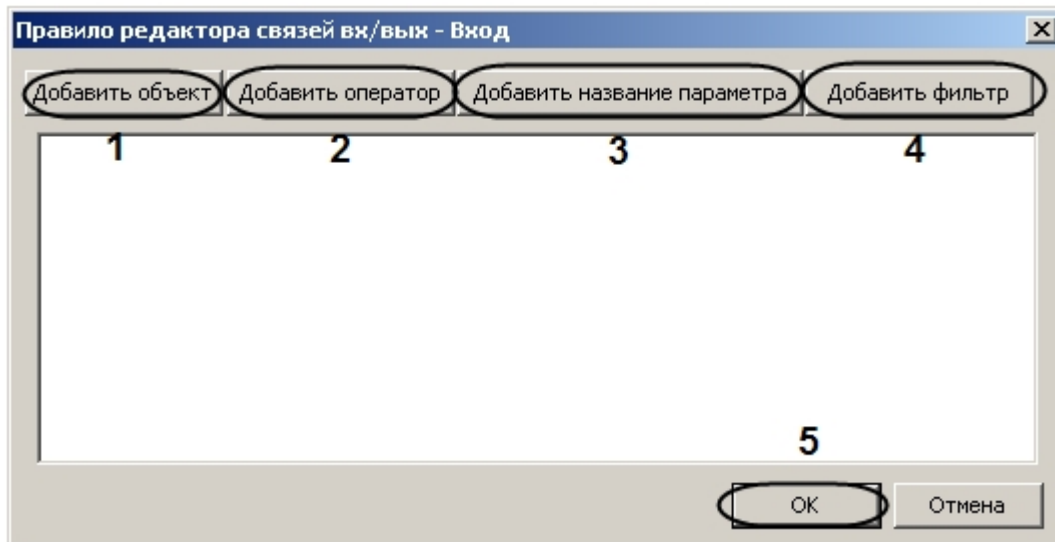 Правило редактора связей вх/вых - Вход
Добавить объект Добавить оператор Добавить название параметра Добавить фильтр
1 2 3 4
5
OK Отмена